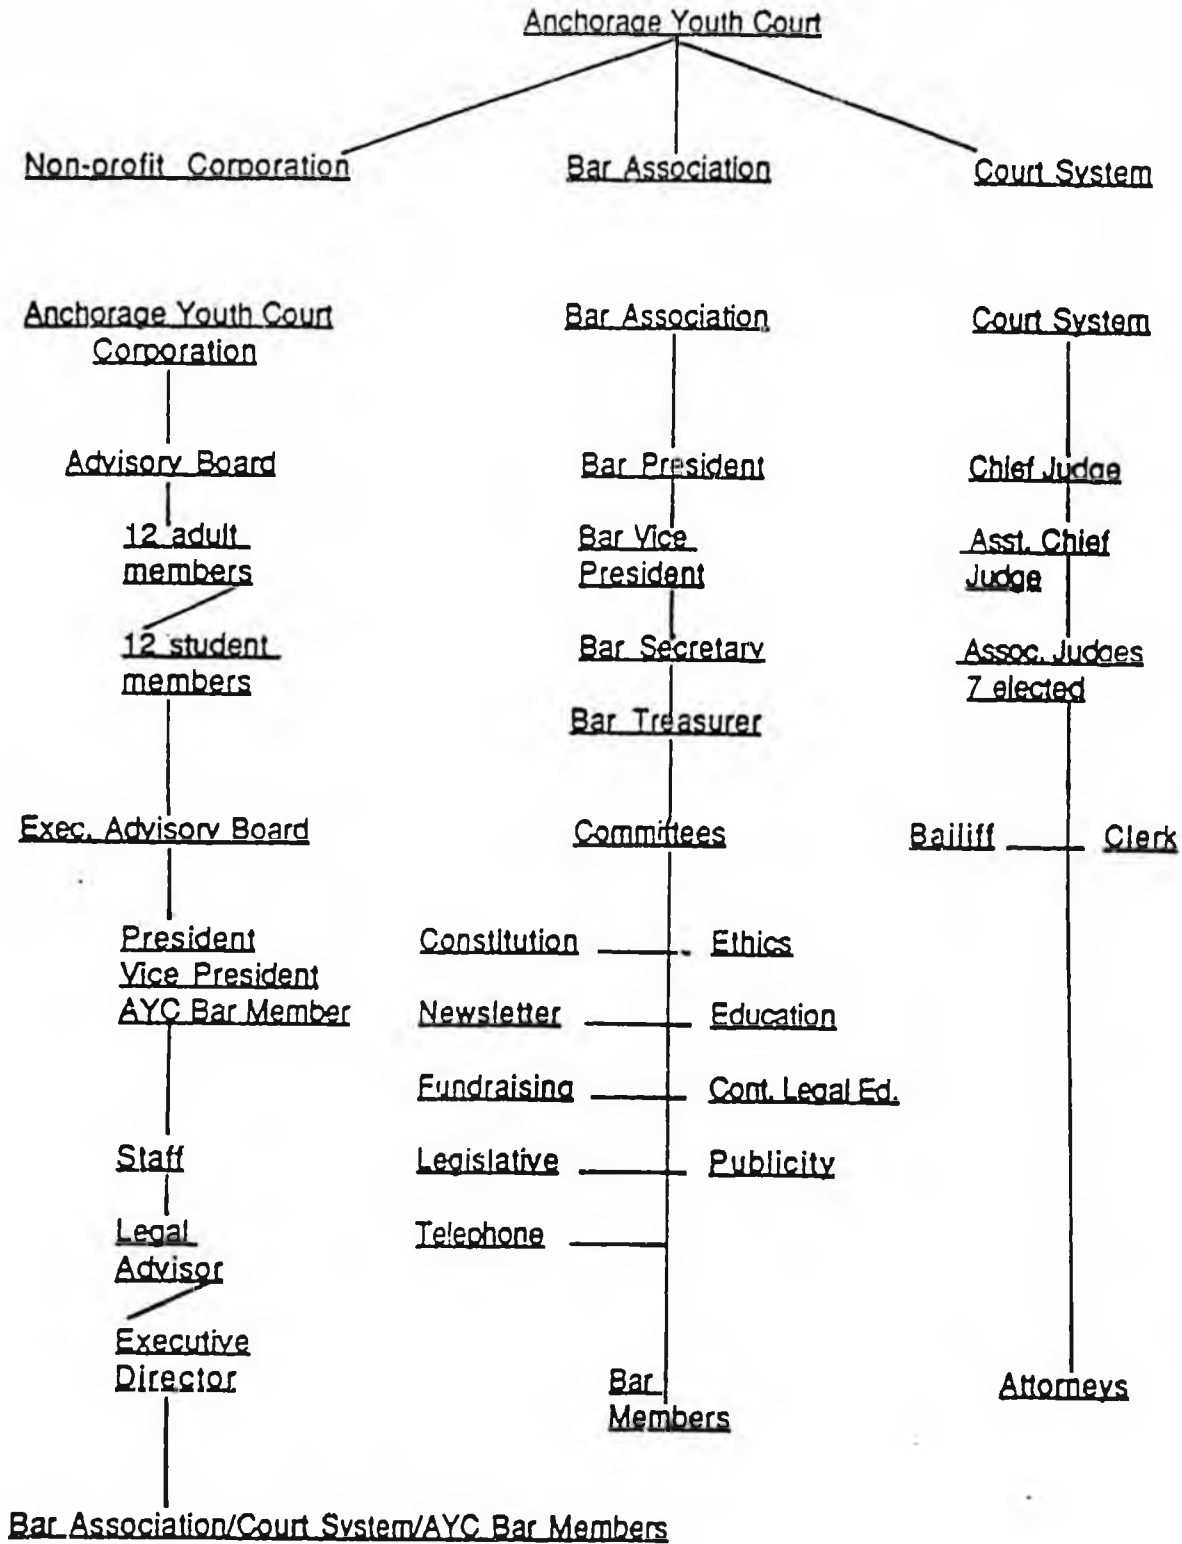 Anchorage Youth Court
Non-profit Corporation
Bar Association
Court System
Anchorage Youth Court
Corporation
Advisory Board
12 adult
members
12 student
members
Exec. Advisory Board
President
Vice President
AYC Bar Member
Staff
Legal
Advisor
Executive
Director
Bar Association/Court System/AYC Bar Members
Bar Association
Bar President
Bar Vice
President
Bar Secretary
Bar Treasurer
Committees
Constitution
Ethics
Newsletter
Education
Fundraising
Cont. Legal Ed.
Legislative
Publicity
Telephone
Bar
Members
Court System
Chief Judge
Asst. Chief
Judge
Assoc. Judges
7 elected
Bailiff
Clerk
Attorneys